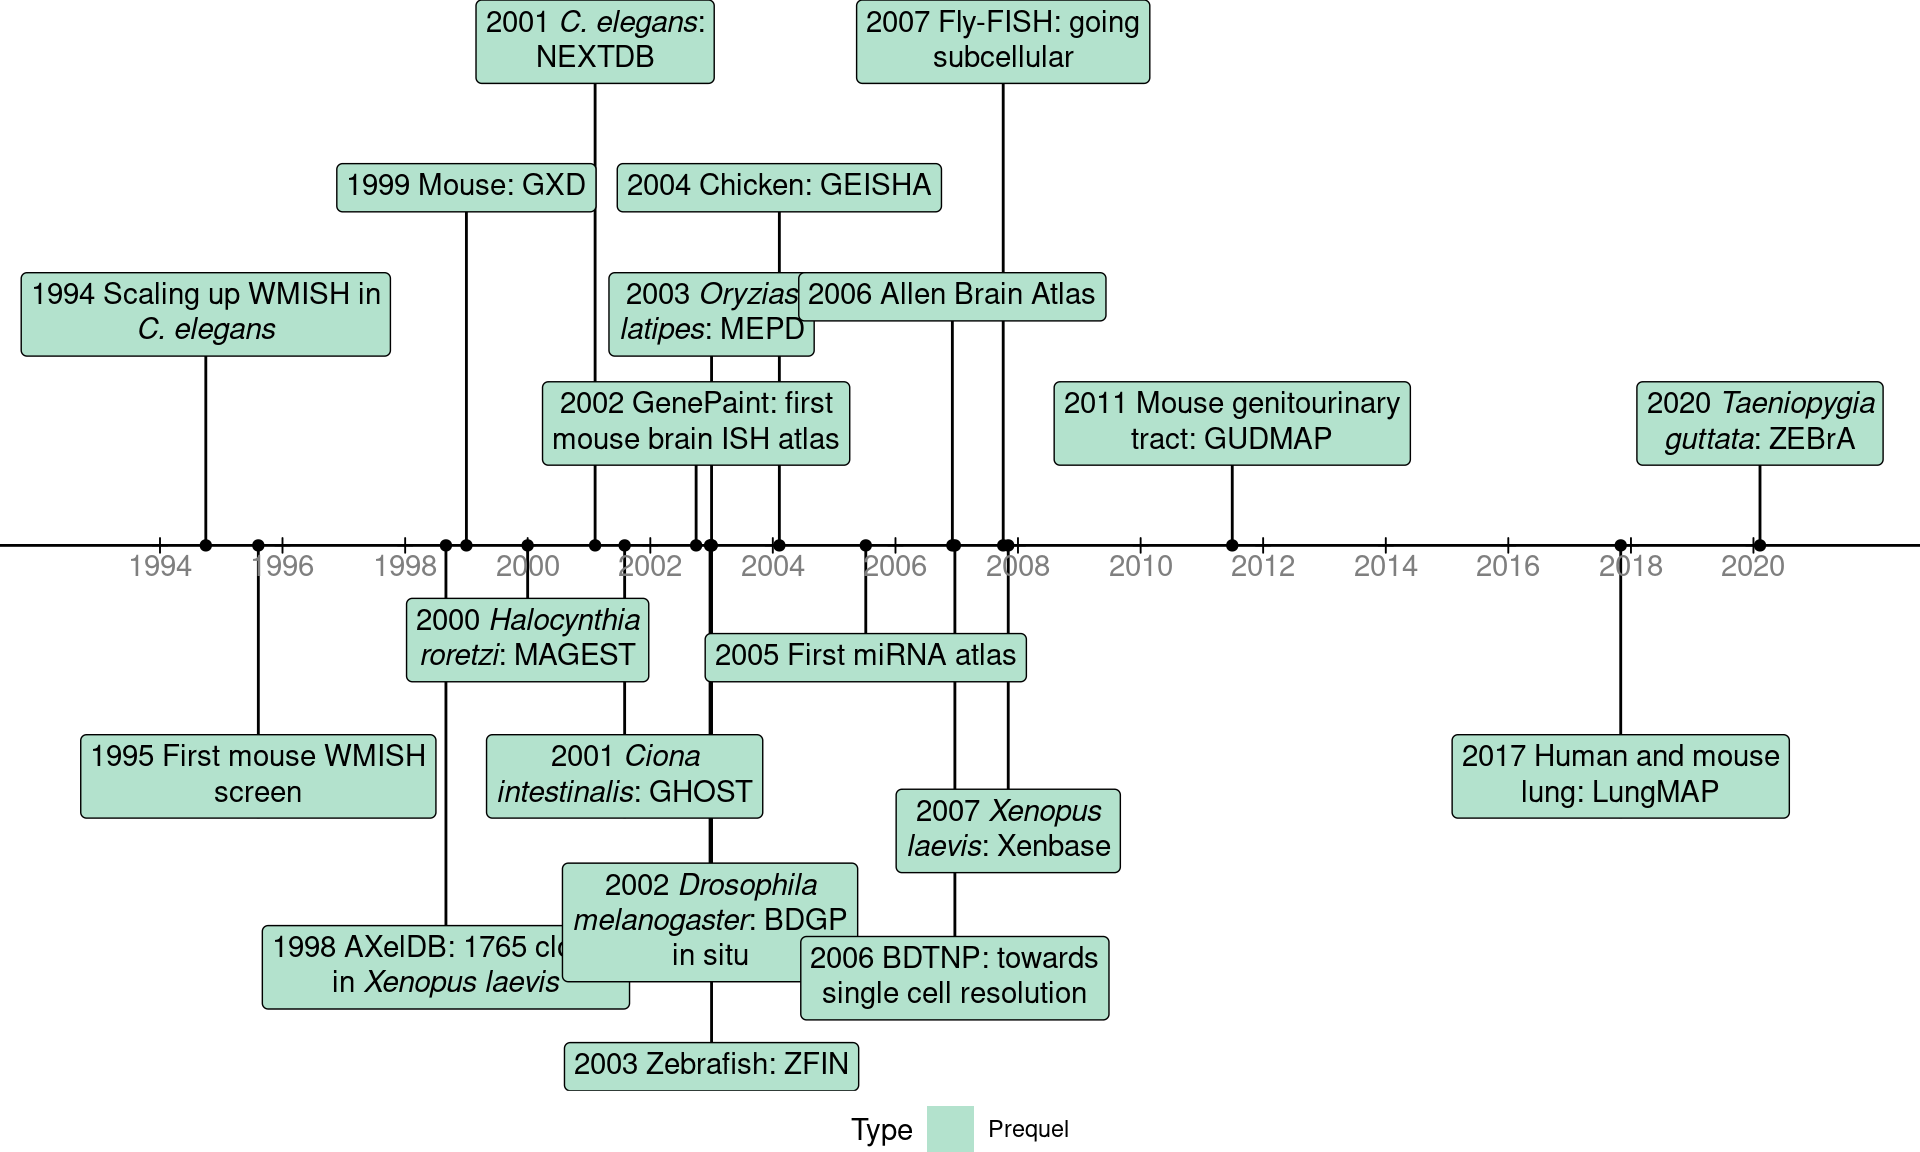 2001 C. elegans:
NEXTDB
2007 Fly-FISH: going
subcellular
1999 Mouse: GXD
2004 Chicken: GEISHA
1994 Scaling up WMISH in
C. elegans
2003 Oryzias
latipes: MEPD
2006 Allen Brain Atlas
2002 GenePaint: first
mouse brain ISH atlas
2011 Mouse genitourinary
tract: GUDMAP
2020 Taeniopygia
guttata: ZEBrA
1994 1996 1998 2000 2002 2004 2006 2008 2010 2012 2014 2016 2018 2020
2000 Halocynthia
roretzi: MAGEST
2005 First miRNA atlas
1995 First mouse WMISH
screen
2001 Ciona
intestinalis: GHOST
2017 Human and mouse
lung: LungMAP
2007 Xenopus
laevis: Xenbase
2002 Drosophila
melanogaster: BDGP
in situ
1998 AXelDB: 1765
in Xenopus laevis
2006 BDTNP: towards
single cell resolution
2003 Zebrafish: ZFIN
Type Prequel